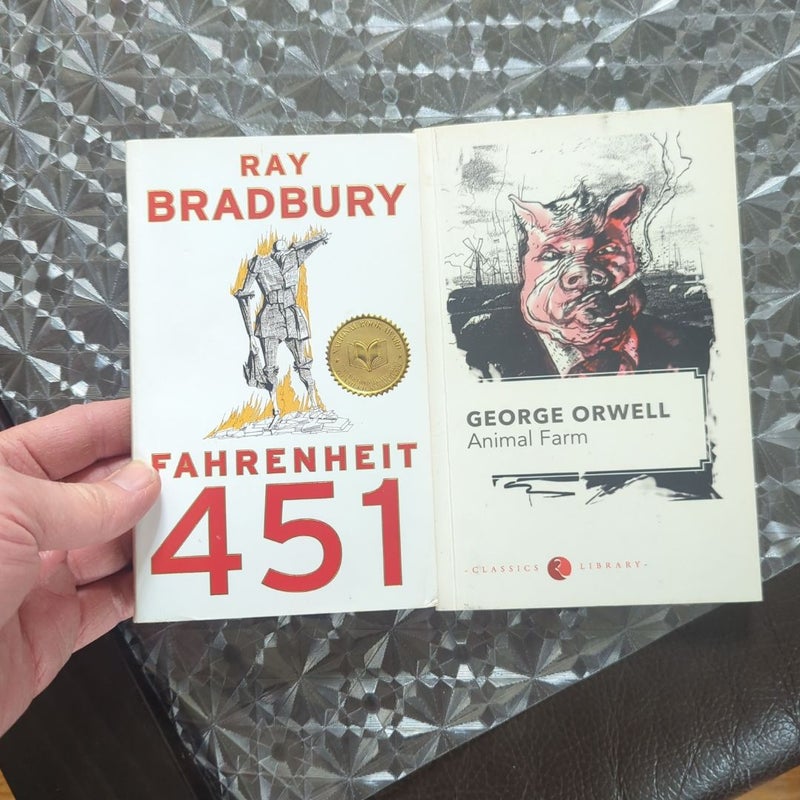 RAY
BRADBURY
FAHRENHEIT
451
GEORGE ORWELL
Animal Farm
-CLASSICS LIBRARY-